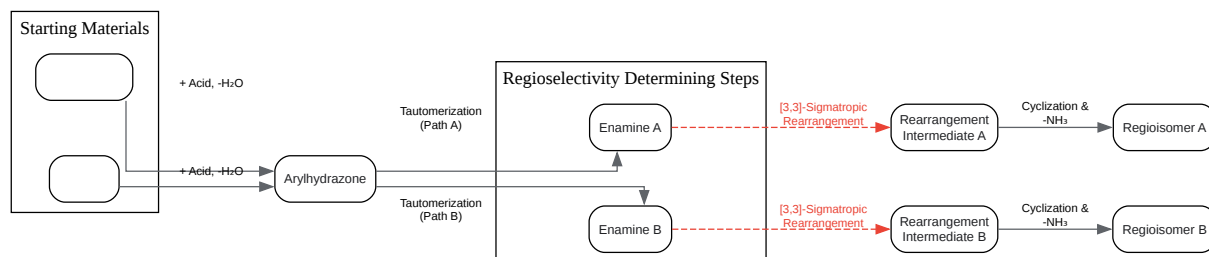 Starting Materials
+ Acid, -H₂O
+ Acid, -H₂O
Arylhydrazone
Tautomerization
(Path A)
Tautomerization
(Path B)
Regioselectivity Determining Steps
Enamine A
Enamine B
[3,3]-Sigmatropic
Rearrangement
[3,3]-Sigmatropic
Rearrangement
Rearrangement
Intermediate A
Rearrangement
Intermediate B
Cyclization &
-NH₃
Cyclization &
-NH₃
Regioisomer A
Regioisomer B